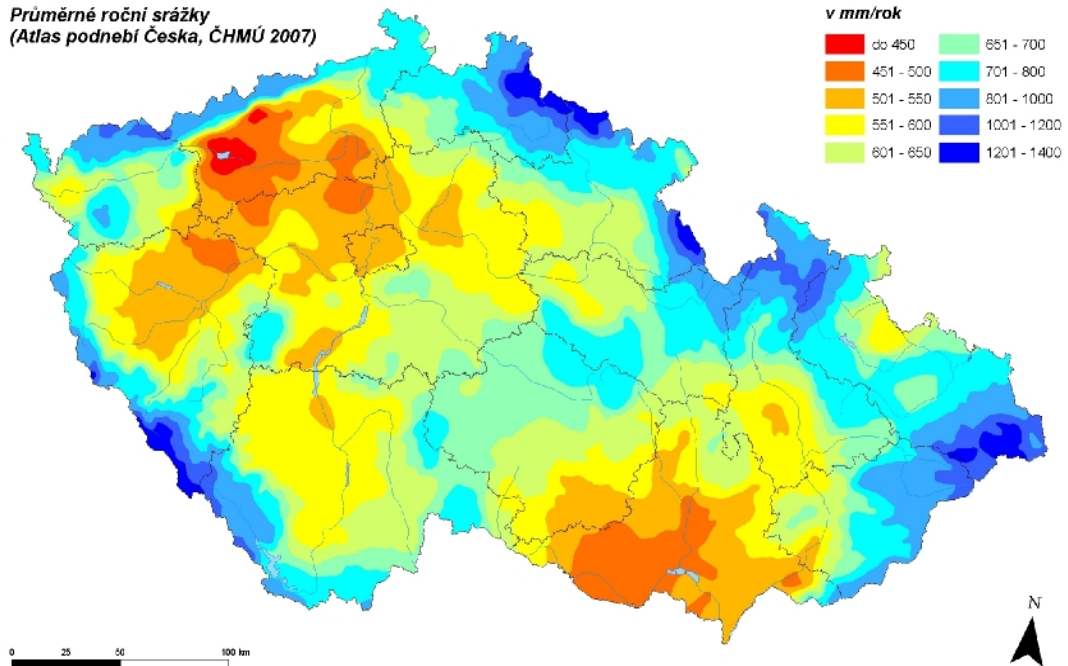 Průměrné roční srážky
(Atlas podnebí Česka, ČHMÚ 2007)
v mm/rok
do 450
451 - 500
501 - 550
551 - 600
601 - 650
651 - 700
701 - 800
801 - 1000
1001 - 1200
1201 - 1400
0 25 50 100 km
N